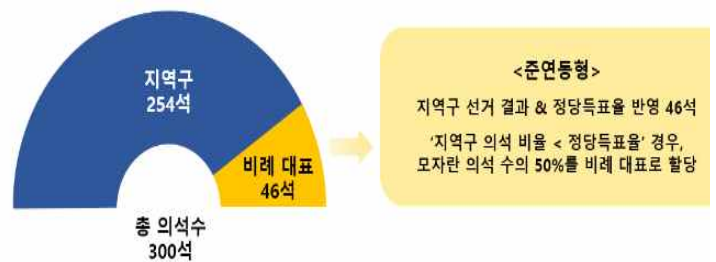 지역구
254석
비례 대표
46석
총 의석수
300석
<준연동형>
지역구 선거 결과 & 정당득표율 반영 46석
‘지역구 의석 비율 < 정당득표율’ 경우,
모자란 의석 수의 50%를 비례 대표로 할당